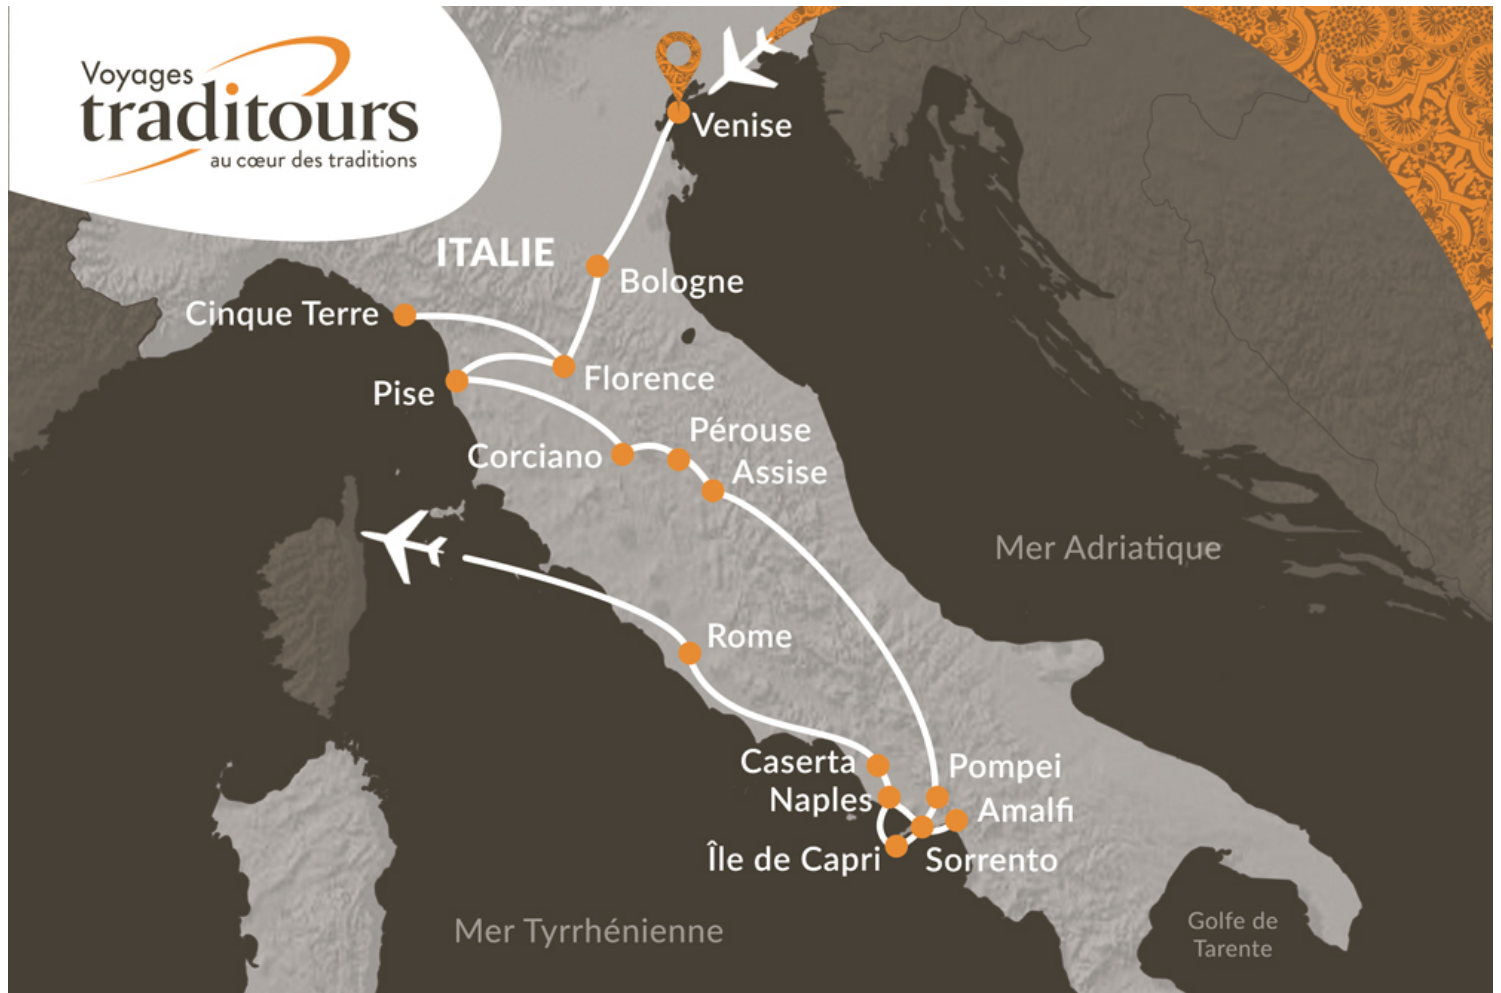 Voyages
traditours
au cœur des traditions
Venise
ITALIE
Bologne
Cinque Terre
Florence
Pise
Pérouse
Corciano
Assise
Mer Adriatique
Rome
Caserta
Pompei
Naples
Amalfi
Île de Capri
Sorrento
Mer Tyrrhénienne
Golfe de
Tarente